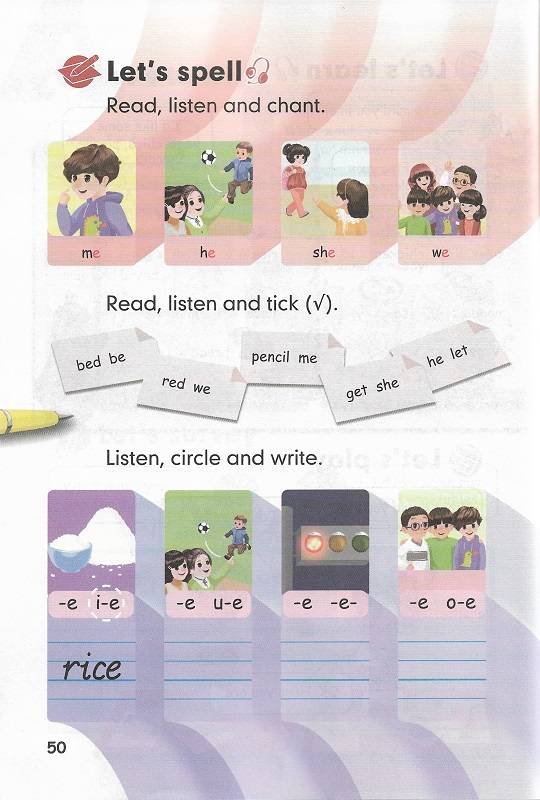 Let's spell
Read, listen and chant.
me
he
she
we
Read, listen and tick (√).
bed be
red we
pencil me
get she
he let
Listen, circle and write.
-e i-e
-e u-e
-e -e-
-e o-e
rice
50